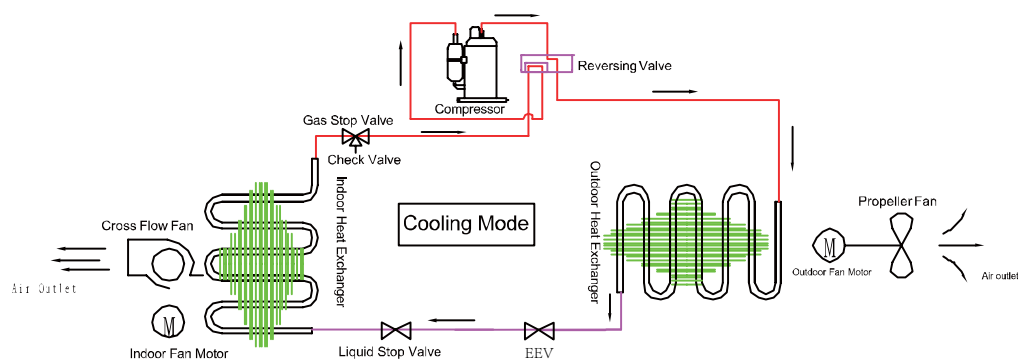 Reversing Valve
Compressor
Gas Stop Valve
Check Valve
Indoor Heat Exchanger
Outdoor Heat Exchanger
Cooling Mode
Cross Flow Fan
Air Outlet
M
Indoor Fan Motor
Propeller Fan
M
Outdoor Fan Motor
Air outlet
Liquid Stop Valve
EEV